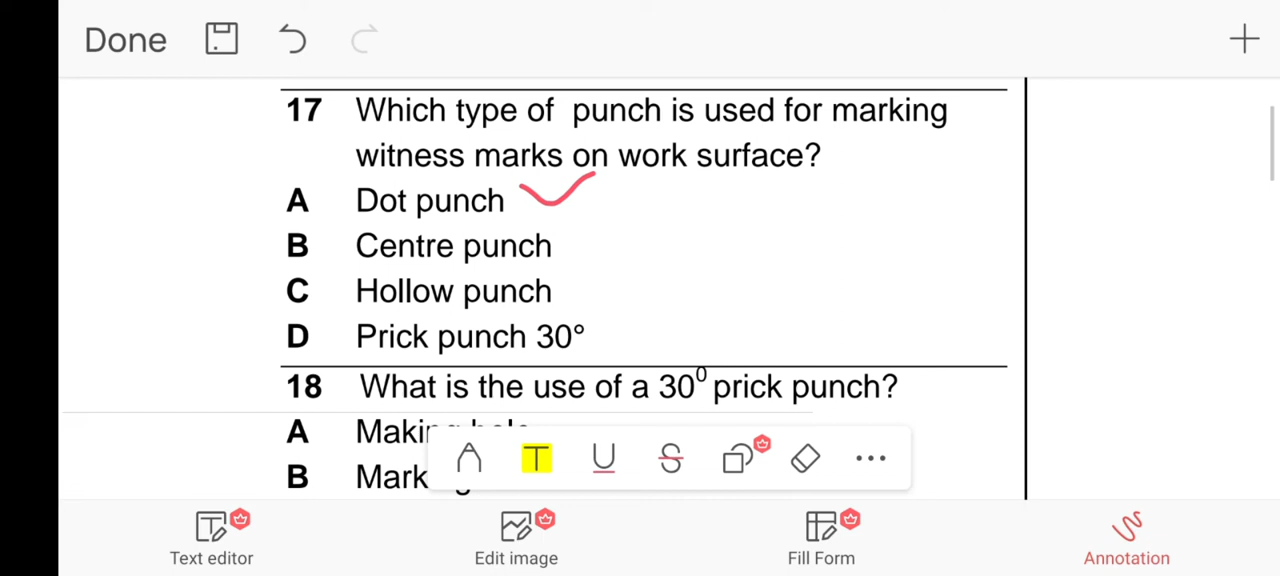 Done
17 Which type of punch is used for marking
witness marks on work surface?
A Dot punch
B Centre punch
C Hollow punch
D Prick punch 30°
18 What is the use of a 30⁰ prick punch?
A
B
T U S
Text editor Edit image Fill Form Annotation